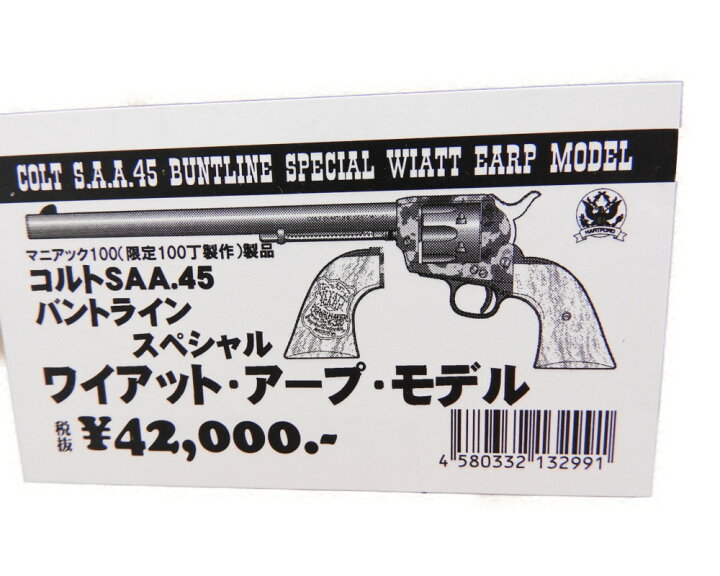 COLT S.A.A.45 BUNTLINE SPECIAL WIATT EARP MODEL
HARTFORD
マニアック100(限定100丁製作)製品
コルトSAA.45
バントライン
スペシャル
ワイアット・アープ・モデル
税抜 ¥42,000.-
4 580332 132991